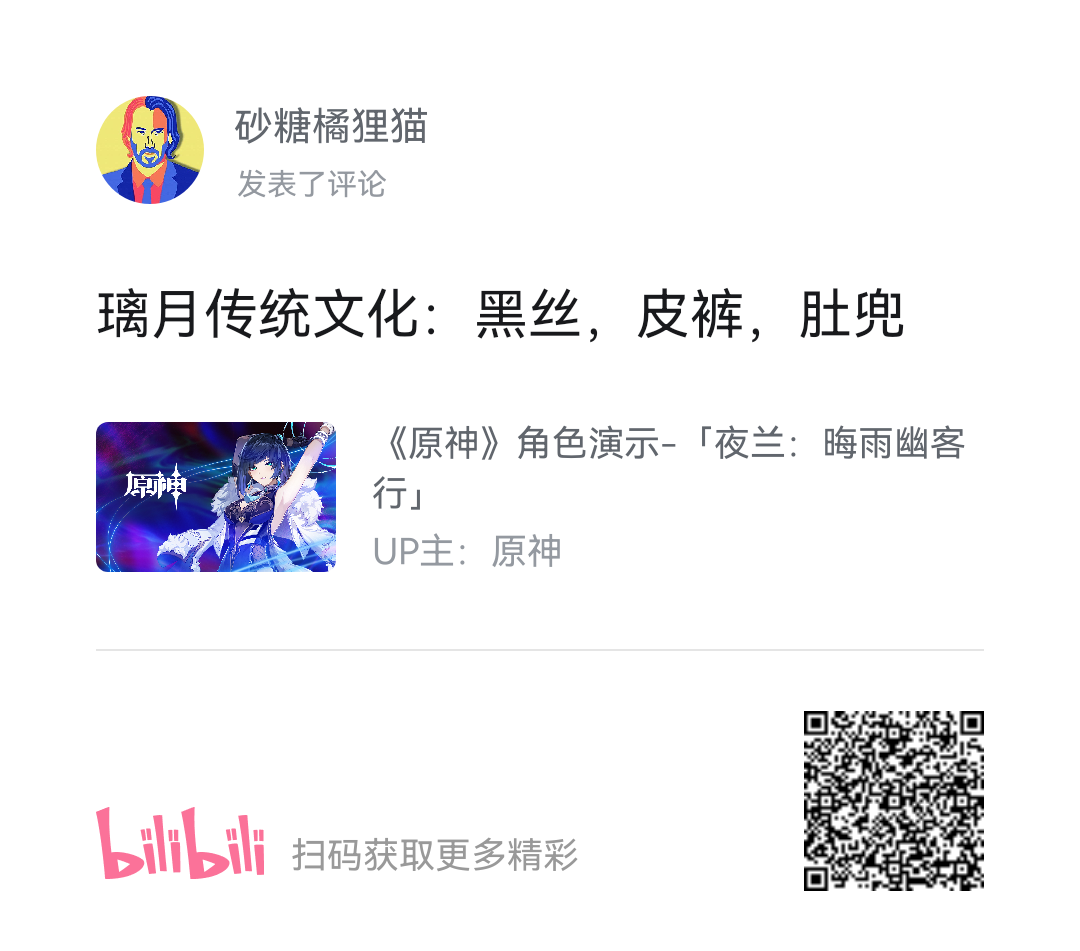 砂糖橘狸猫
发表了评论
璃月传统文化：黑丝，皮裤，肚兜
原神
《原神》角色演示-「夜兰：晦雨幽客
行」
UP主：原神
bilibili
扫码获取更多精彩